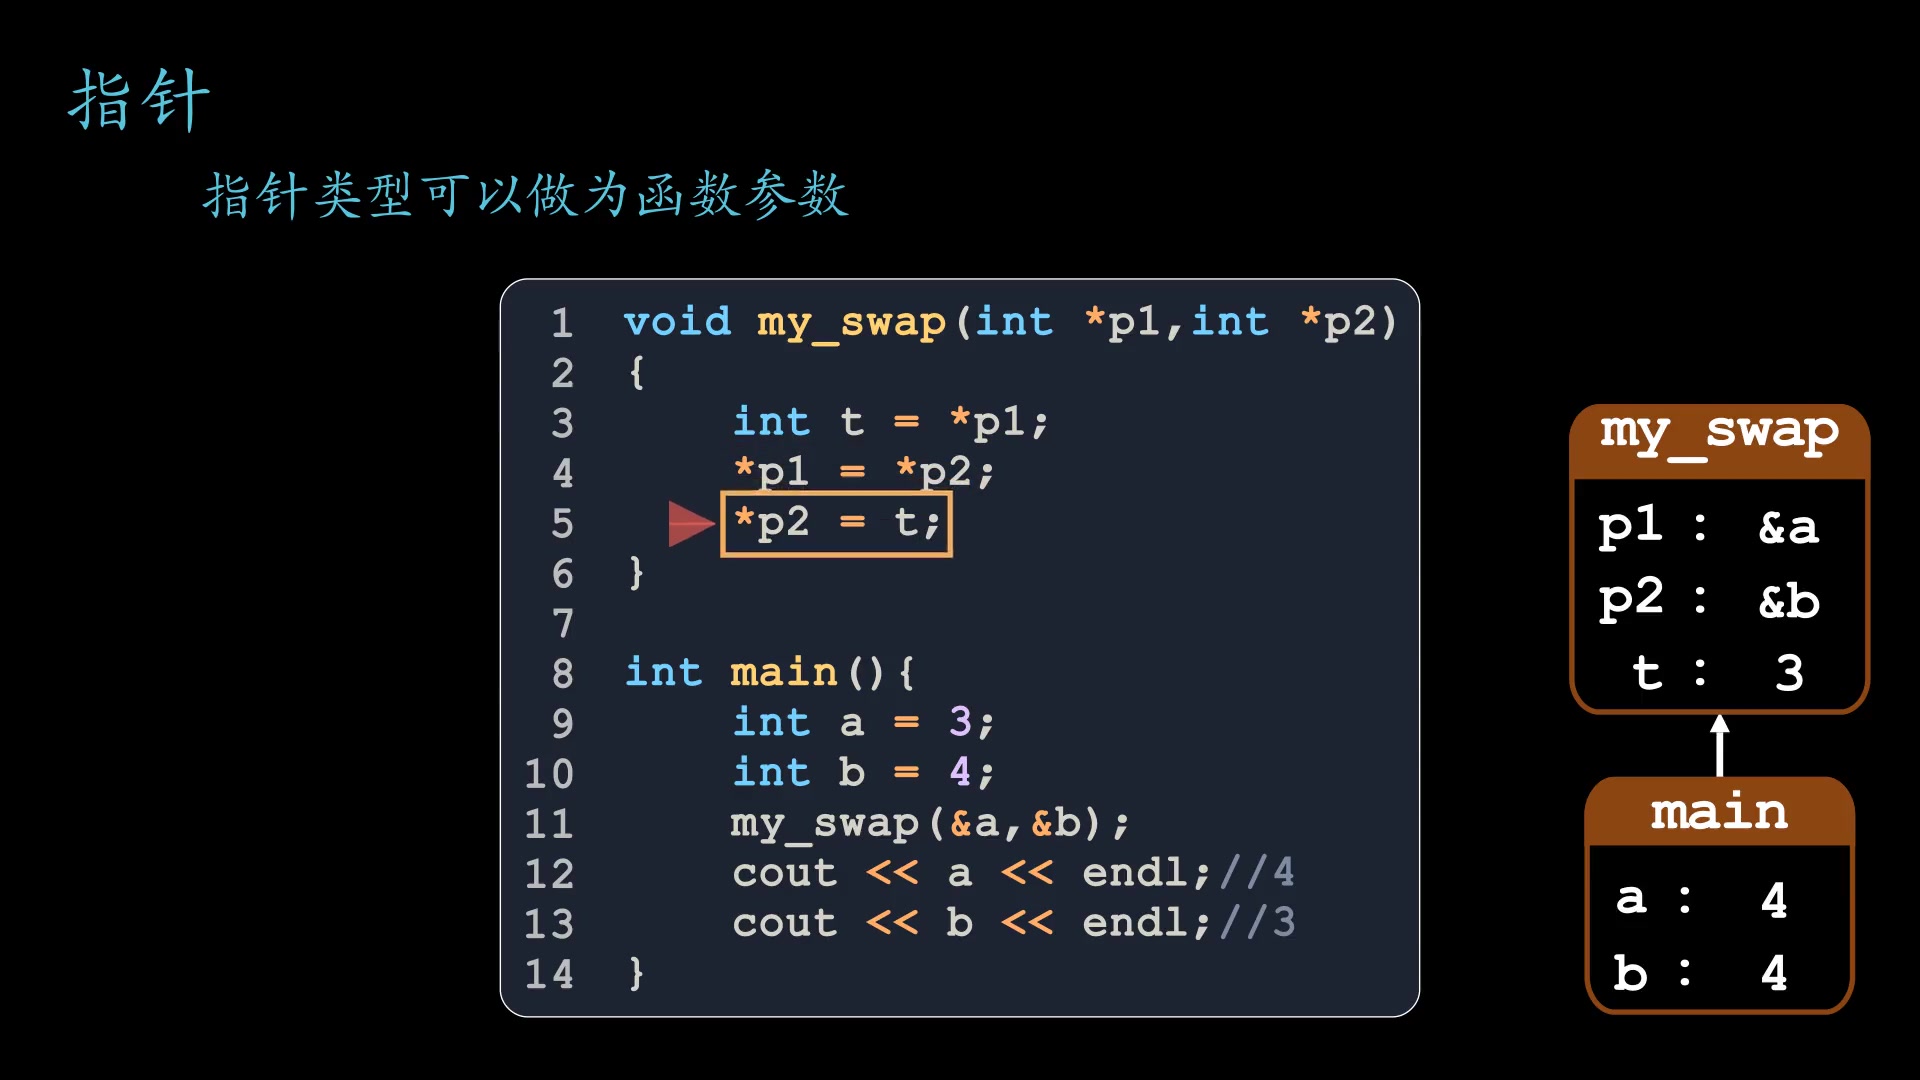 指针
指针类型可以做为函数参数
1 void my_swap(int *p1,int *p2)
2 {
3 int t = *p1;
4 *p1 = *p2;
5 *p2 = t;
6 }
7
8 int main(){
9 int a = 3;
10 int b = 4;
11 my_swap(&a,&b);
12 cout << a << endl;//4
13 cout << b << endl;//3
14 }
my_swap
p1 : &a
p2 : &b
t : 3
main
a : 4
b : 4